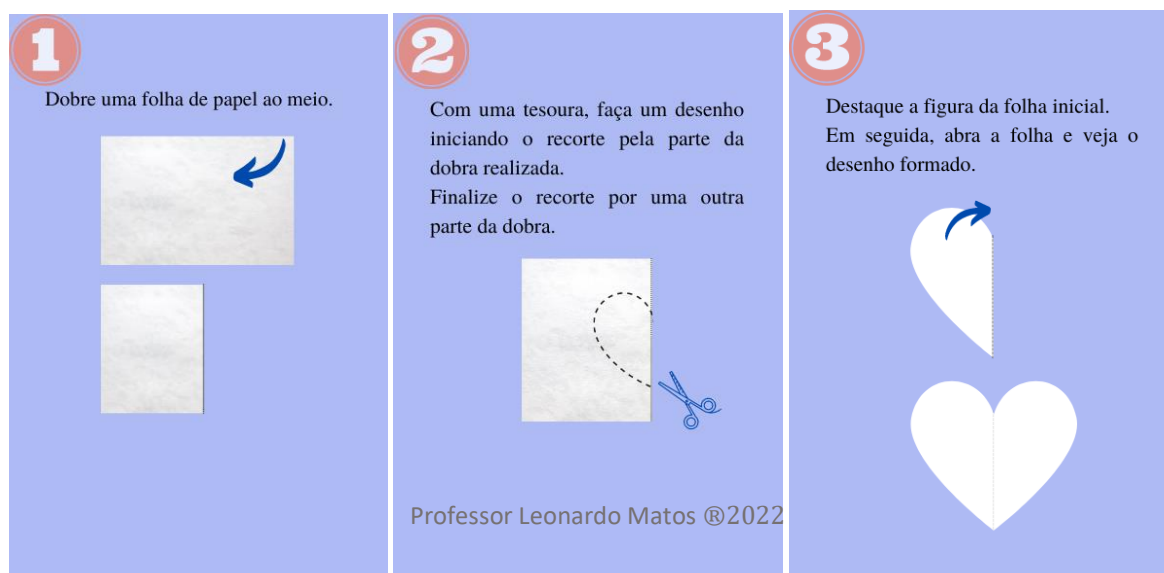 1
Dobre uma folha de papel ao meio.
2
Com uma tesoura, faça um desenho
iniciando o recorte pela parte da
dobra realizada.
Finalize o recorte por uma outra
parte da dobra.
Professor Leonardo Matos ®2022
3
Destaque a figura da folha inicial.
Em seguida, abra a folha e veja o
desenho formado.